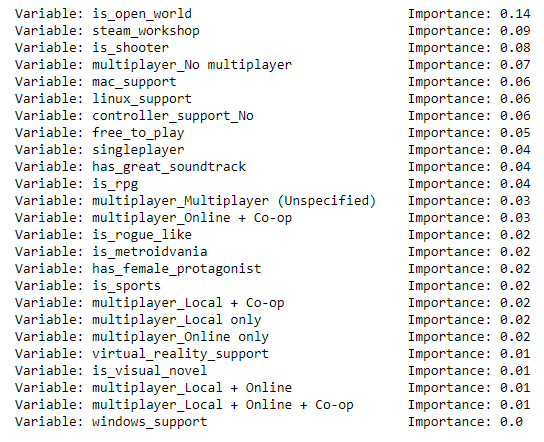 Variable: is_open_world Importance: 0.14
Variable: steam_workshop Importance: 0.09
Variable: is_shooter Importance: 0.08
Variable: multiplayer_No multiplayer Importance: 0.07
Variable: mac_support Importance: 0.06
Variable: linux_support Importance: 0.06
Variable: controller_support_No Importance: 0.06
Variable: free_to_play Importance: 0.05
Variable: singleplayer Importance: 0.04
Variable: has_great_soundtrack Importance: 0.04
Variable: is_rpg Importance: 0.04
Variable: multiplayer_Multiplayer (Unspecified) Importance: 0.03
Variable: multiplayer_Online + Co-op Importance: 0.03
Variable: is_rogue_like Importance: 0.02
Variable: is_metroidvania Importance: 0.02
Variable: has_female_protagonist Importance: 0.02
Variable: is_sports Importance: 0.02
Variable: multiplayer_Local + Co-op Importance: 0.02
Variable: multiplayer_Local only Importance: 0.02
Variable: multiplayer_Online only Importance: 0.02
Variable: virtual_reality_support Importance: 0.01
Variable: is_visual_novel Importance: 0.01
Variable: multiplayer_Local + Online Importance: 0.01
Variable: multiplayer_Local + Online + Co-op Importance: 0.01
Variable: windows_support Importance: 0.0